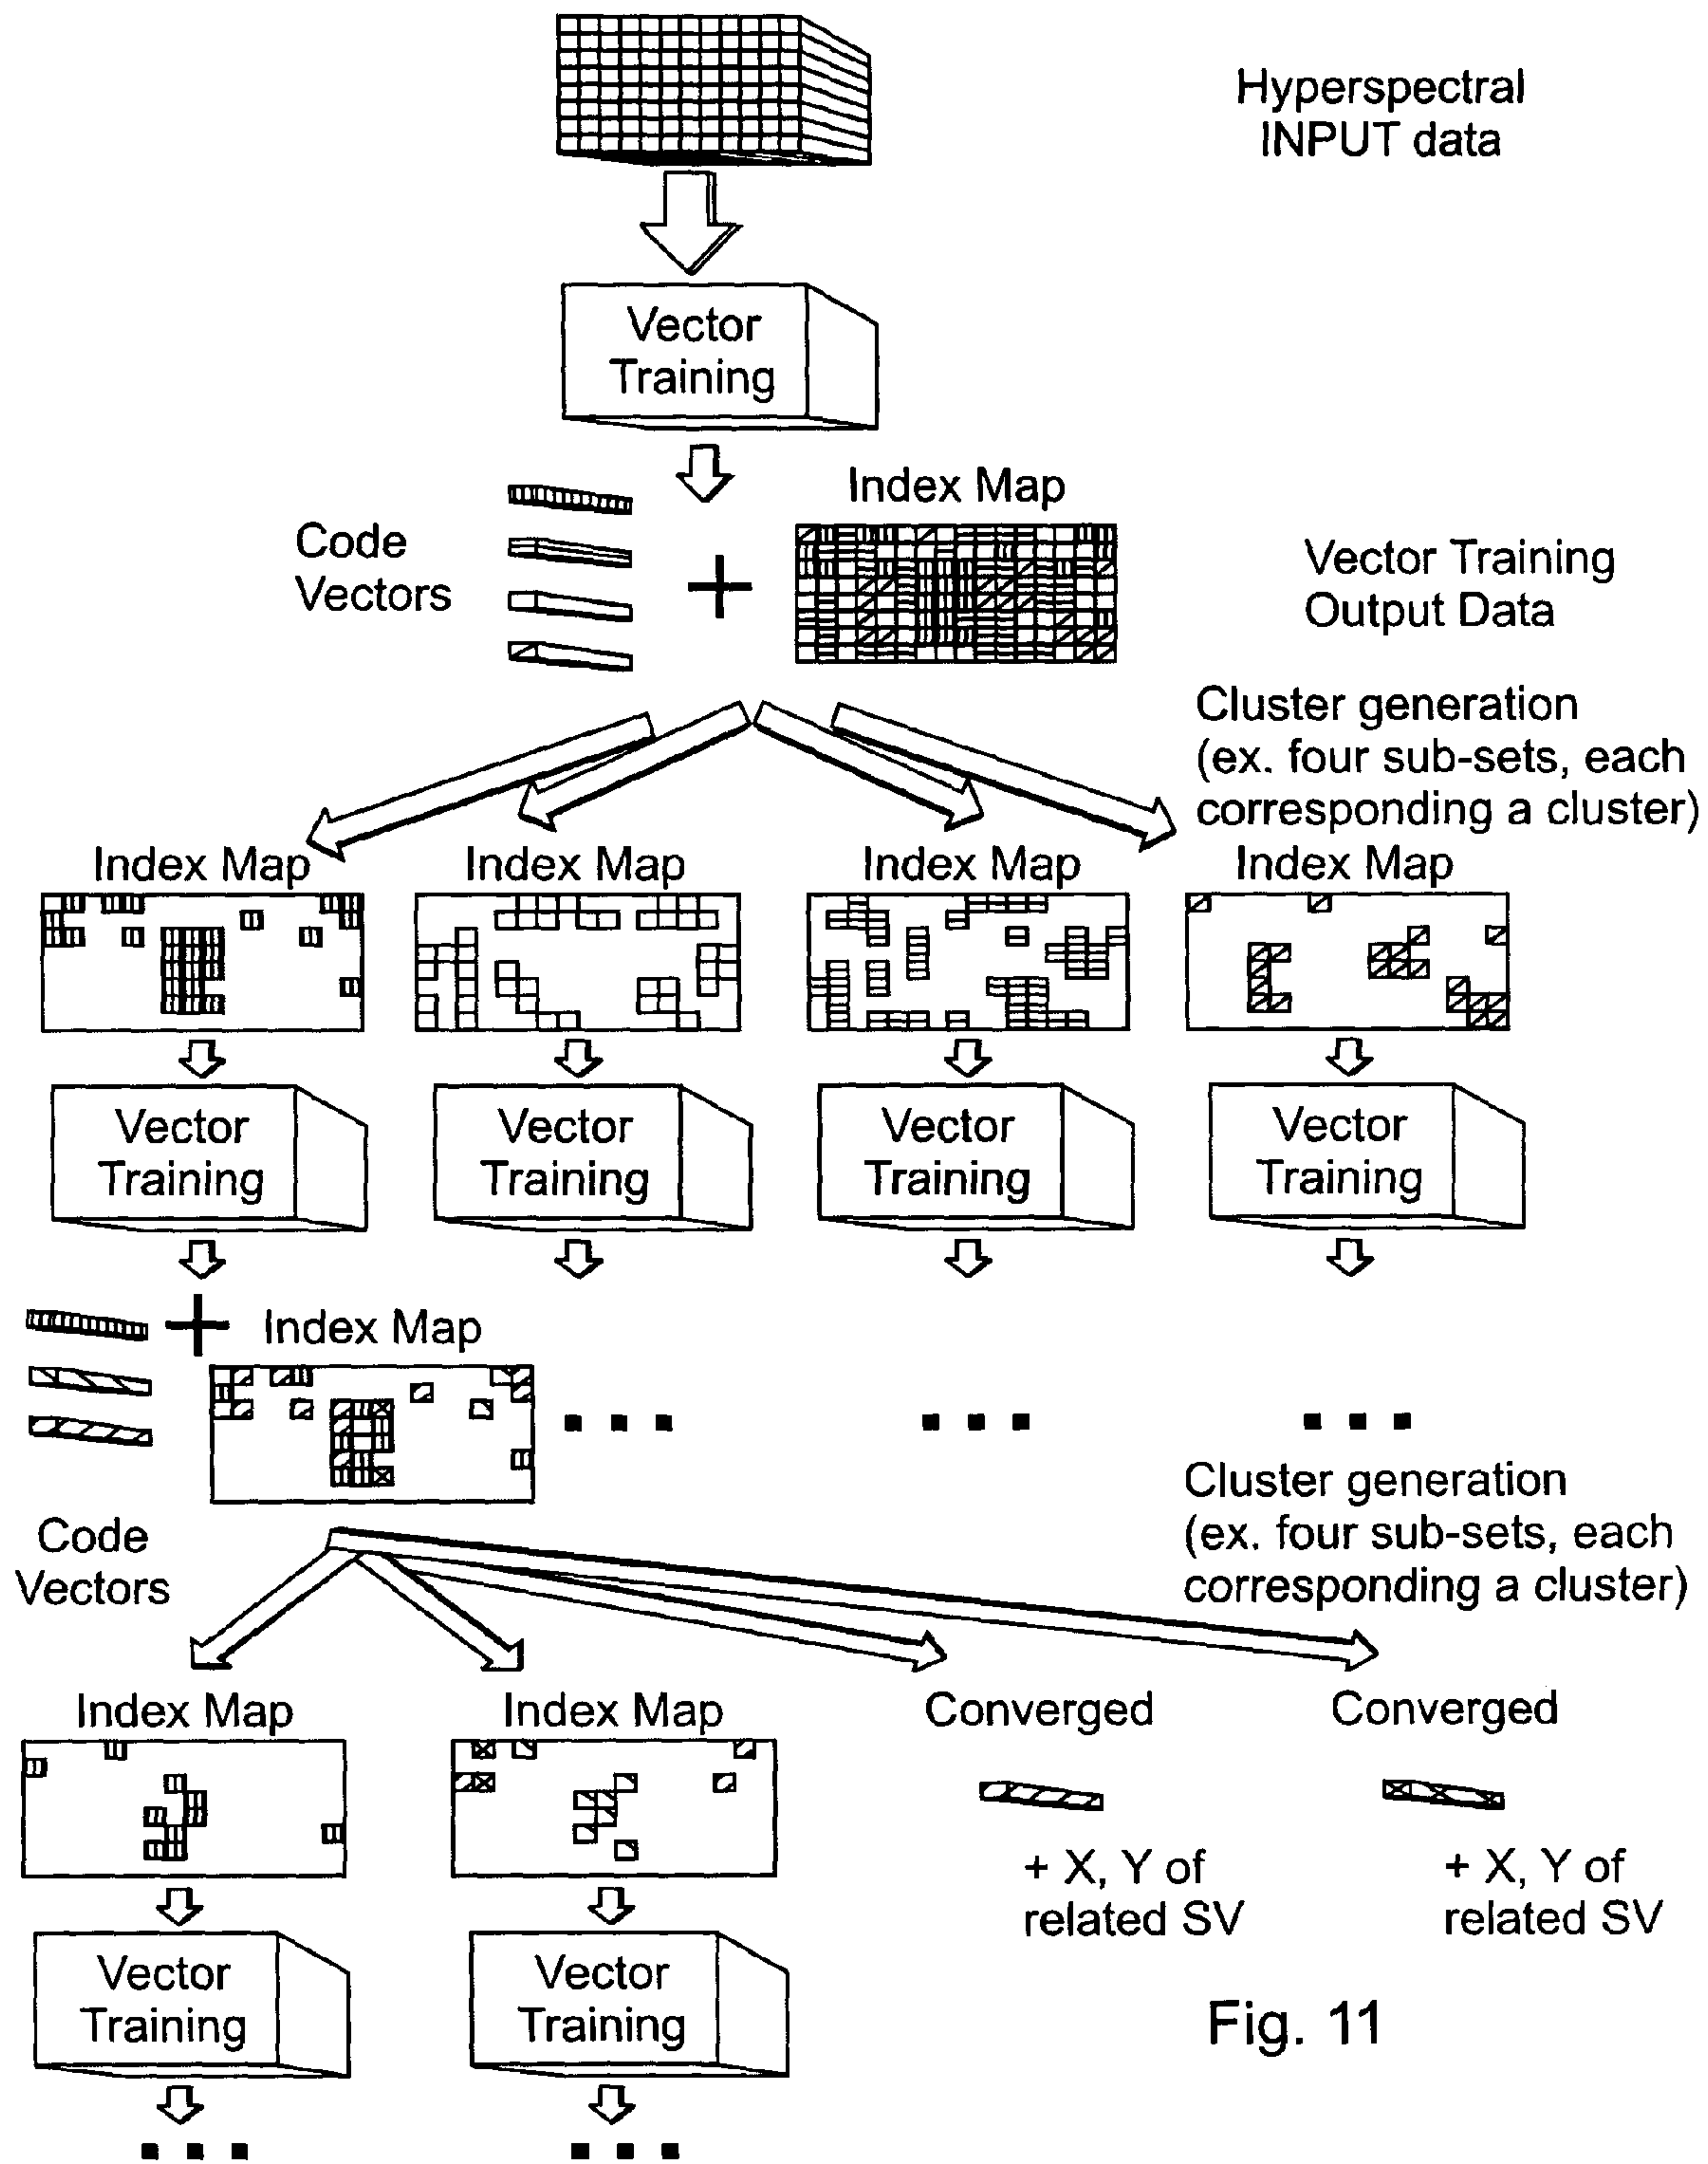 Hyperspectral
INPUT data
Vector
Training
Index Map
Code
Vectors
Vector Training
Output Data
Cluster generation
(ex. four sub-sets, each
corresponding a cluster)
Index Map
Index Map
Index Map
Index Map
Vector
Training
Vector
Training
Vector
Training
Vector
Training
Index Map
Code
Vectors
Cluster generation
(ex. four sub-sets, each
corresponding a cluster)
Index Map
Index Map
Converged
Converged
+ X, Y of
related SV
+ X, Y of
related SV
Vector
Training
Vector
Training
Fig. 11